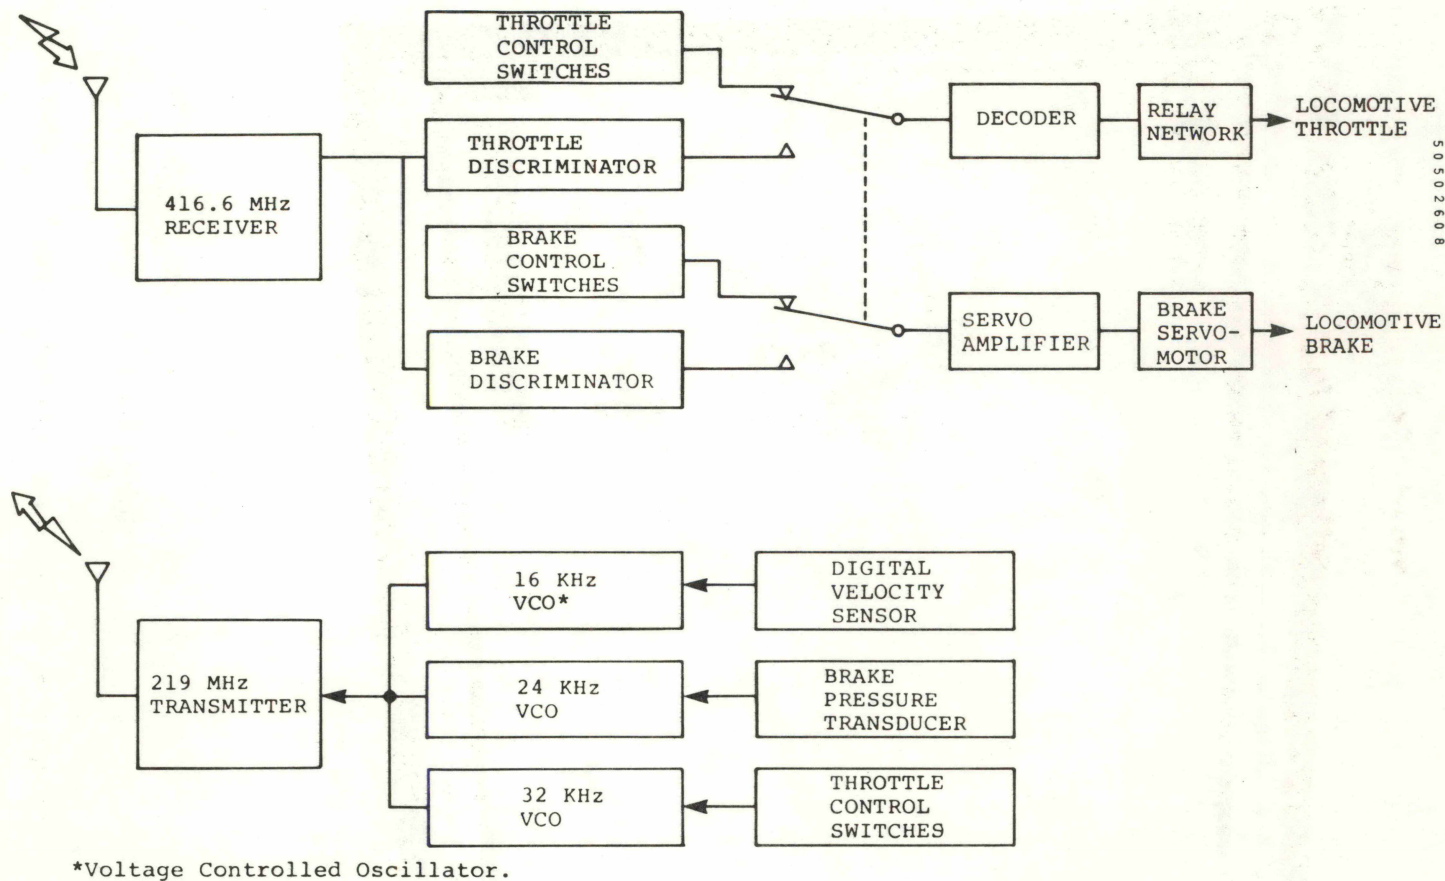 THROTTLE
CONTROL
SWITCHES
THROTTLE
DISCRIMINATOR
416.6 MHz
RECEIVER
BRAKE
CONTROL
SWITCHES
BRAKE
DISCRIMINATOR
DECODER
RELAY
NETWORK
LOCOMOTIVE
THROTTLE
SERVO
AMPLIFIER
BRAKE
SERVO-
MOTOR
LOCOMOTIVE
BRAKE
50502608
219 MHz
TRANSMITTER
16 KHz
VCO*
DIGITAL
VELOCITY
SENSOR
24 KHz
VCO
BRAKE
PRESSURE
TRANSDUCER
32 KHz
VCO
THROTTLE
CONTROL
SWITCHES
*Voltage Controlled Oscillator.